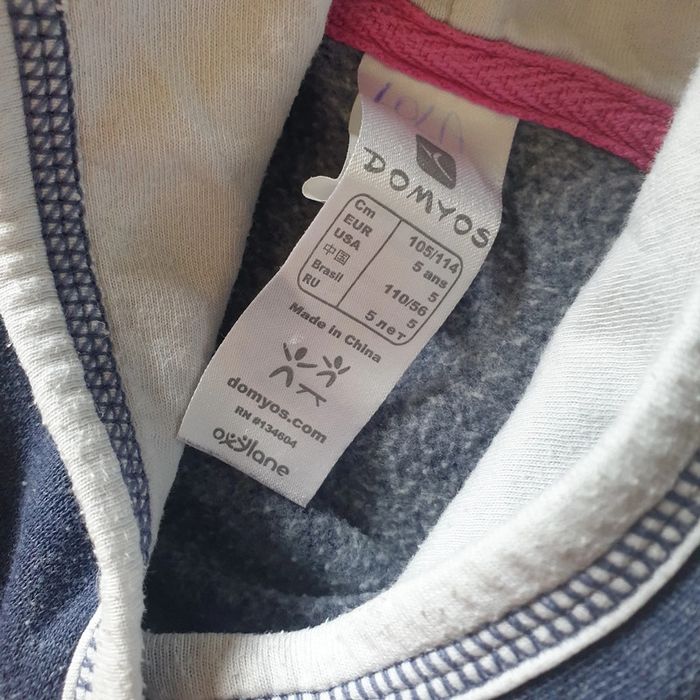 DOMYOS
Cm 105/114
EUR 5 ans
USA 5
中国 110/56
Brasil 5
RU 5 лет
Made in China
domyos.com
RN #134604
oxylane